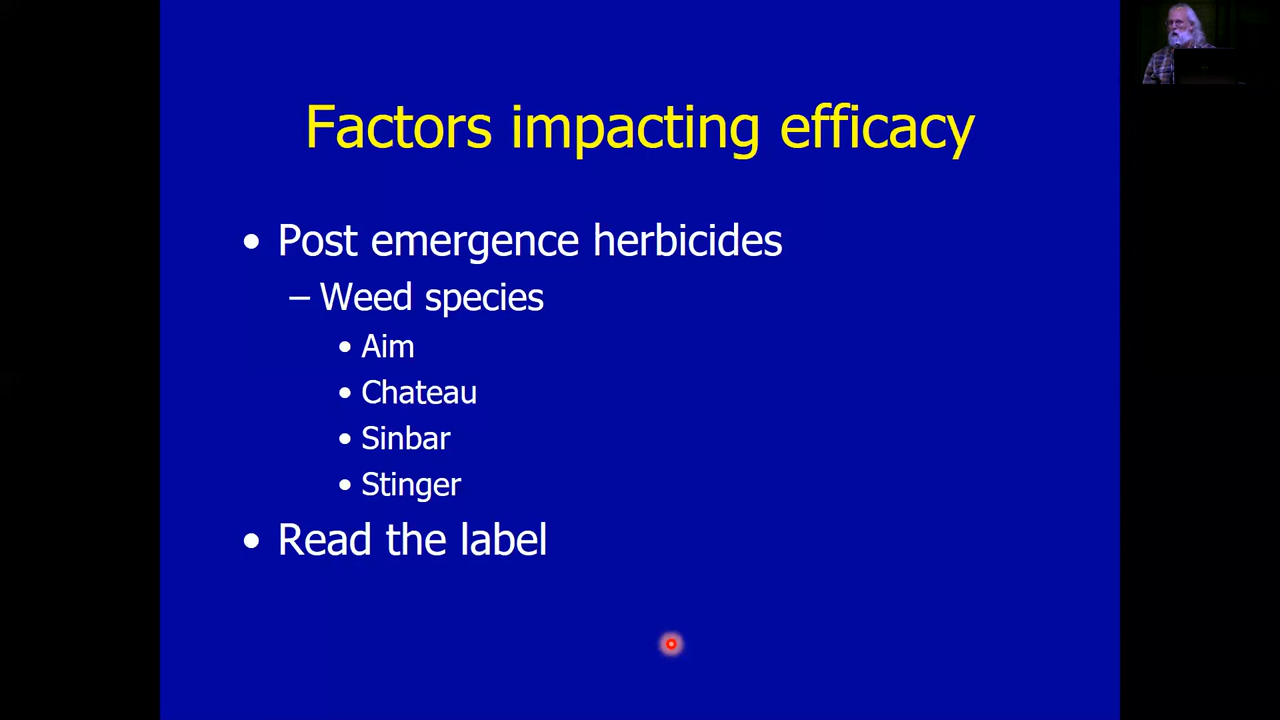 Factors impacting efficacy
• Post emergence herbicides
– Weed species
• Aim
• Chateau
• Sinbar
• Stinger
• Read the label